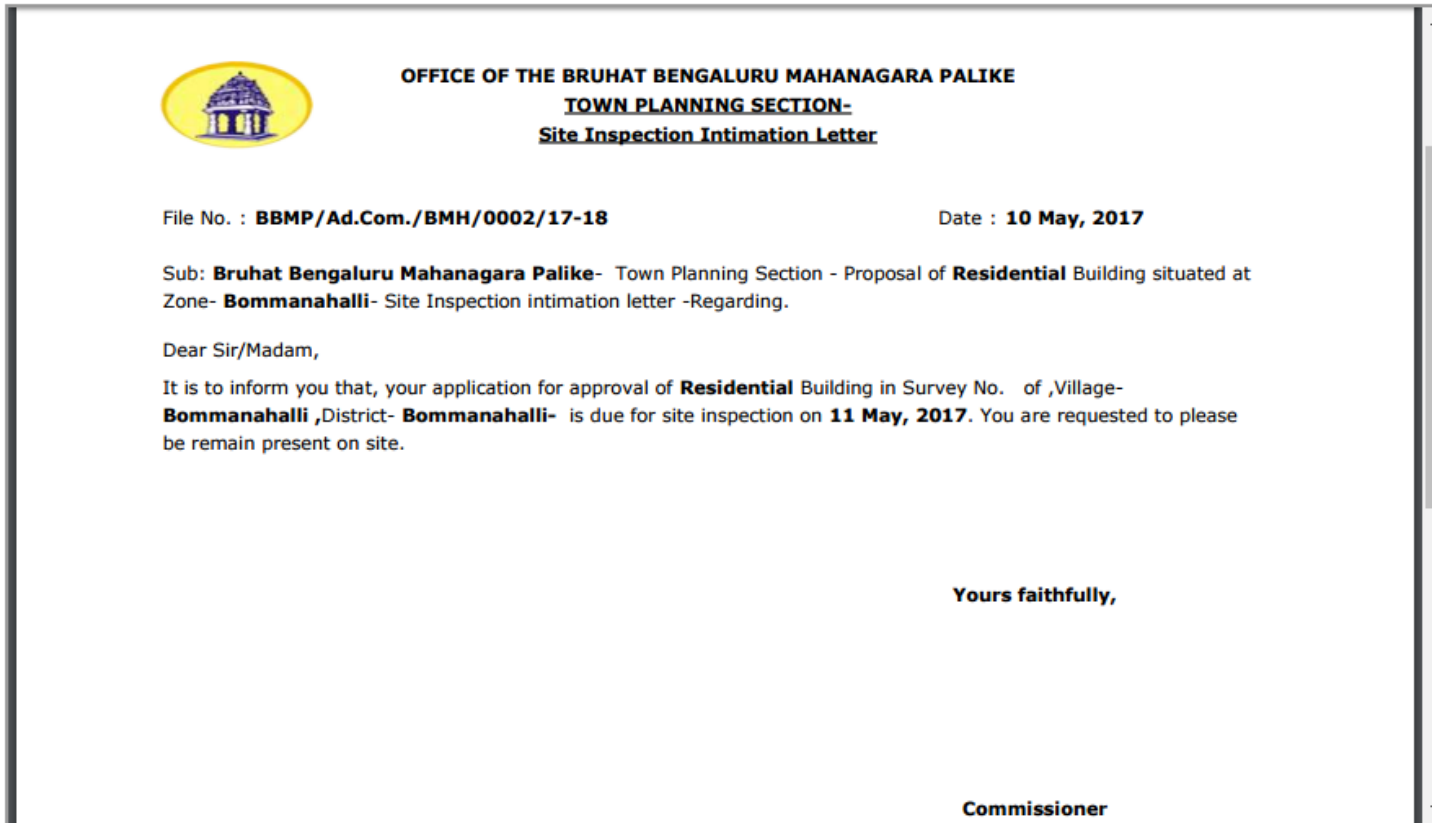 OFFICE OF THE BRUHAT BENGALURU MAHANAGARA PALIKE
TOWN PLANNING SECTION-
Site Inspection Intimation Letter
File No. : BBMP/Ad.Com./BMH/0002/17-18 Date : 10 May, 2017
Sub: Bruhat Bengaluru Mahanagara Palike- Town Planning Section - Proposal of Residential Building situated at
Zone- Bommanahalli- Site Inspection intimation letter -Regarding.
Dear Sir/Madam,
It is to inform you that, your application for approval of Residential Building in Survey No. of ,Village-
Bommanahalli ,District- Bommanahalli- is due for site inspection on 11 May, 2017. You are requested to please
be remain present on site.
Yours faithfully,
Commissioner